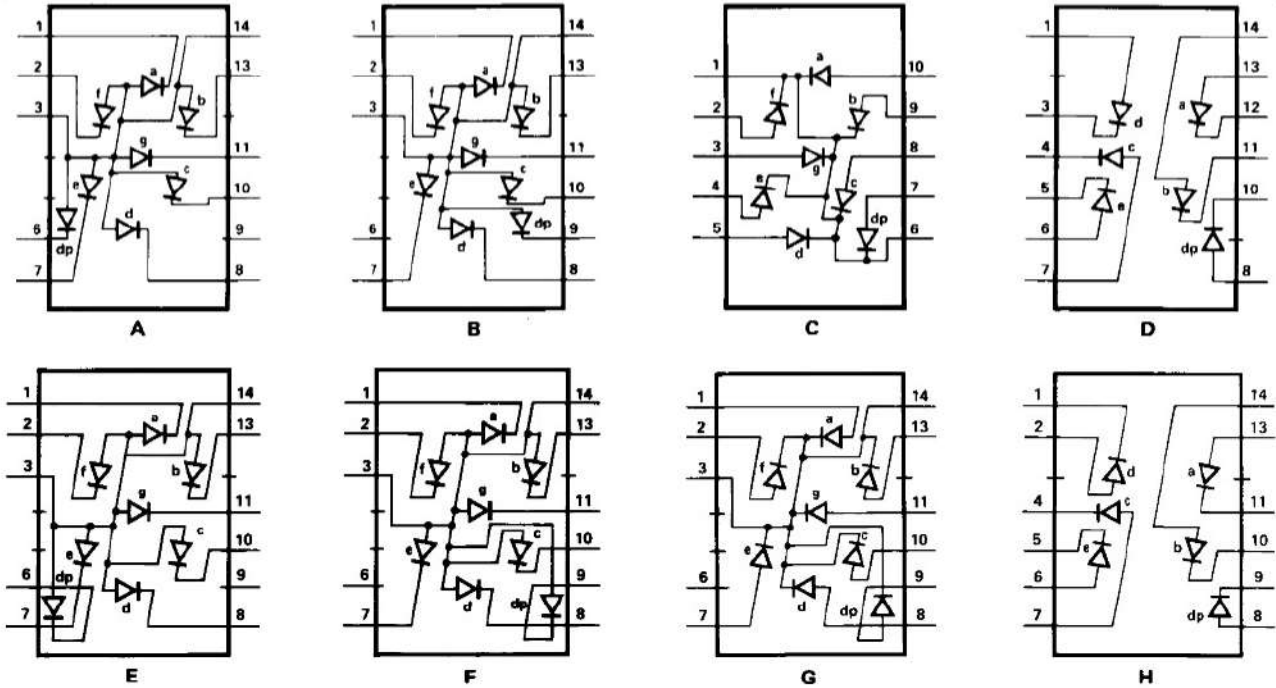 1 14
2 a 13
f b
3
g 11
e c
10
6 9
dp d
7 8
A
1 14
2 a 13
f b
3
g 11
e c
10
dp
6 9
d
7 8
B
a
1 10
f b
2 9
3 8
g
e c
4 7
dp
5 6
d
C
1 14
13
a
3 d 12
4 c 11
5 b 10
e
6 dp
7 8
D
1 14
a
2 13
f b
3
g
11
c
e 10
dp
6 d 9
7 8
E
1 14
a
2 13
f b
3
g
11
c
e 10
6 d 9
dp
7 8
F
1 14
a
2 13
f b
3
g
11
c
e 10
6 d 9
dp
7 8
G
1 14
2 13
d a
4 c
5 b 10
e
6 9
dp
7 8
H